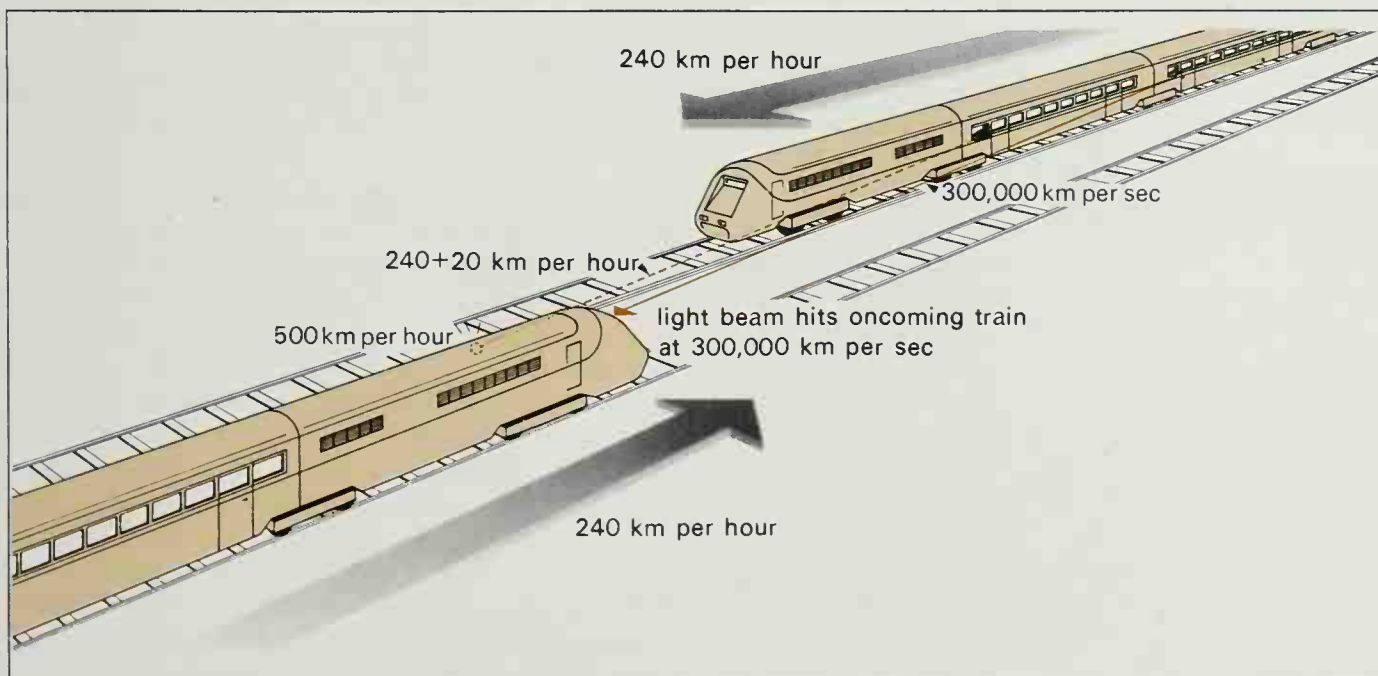 240 km per hour
300,000 km per sec
240+20 km per hour
500 km per hour
light beam hits oncoming train
at 300,000 km per sec
240 km per hour